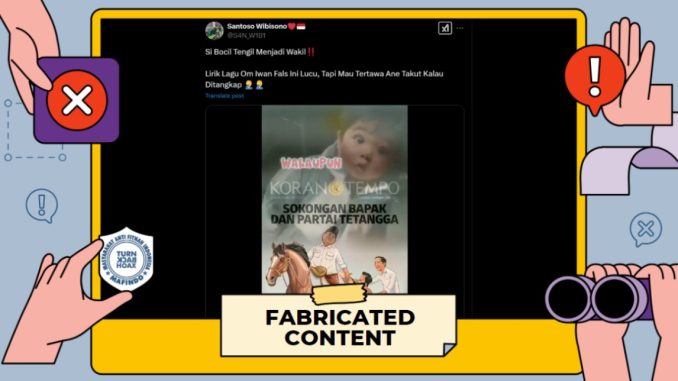 Santoso Wibisono❤️🇮🇩
@S4N_W191
Si Bocil Tengil Menjadi Wakil‼️
Lirik Lagu Om Iwan Fals Ini Lucu, Tapi Mau Tertawa Ane Takut Kalau
Ditangkap 🤦‍♂️🤦‍♂️
Translate post
WALAUPUN
KORAN TEMPO
SOKONGAN BAPAK
DAN PARTAI TETANGGA
MASYARAKAT ANTI FITNAH INDONESIA
TURN
BACK
HOAX
MAFINDO
FABRICATED
CONTENT